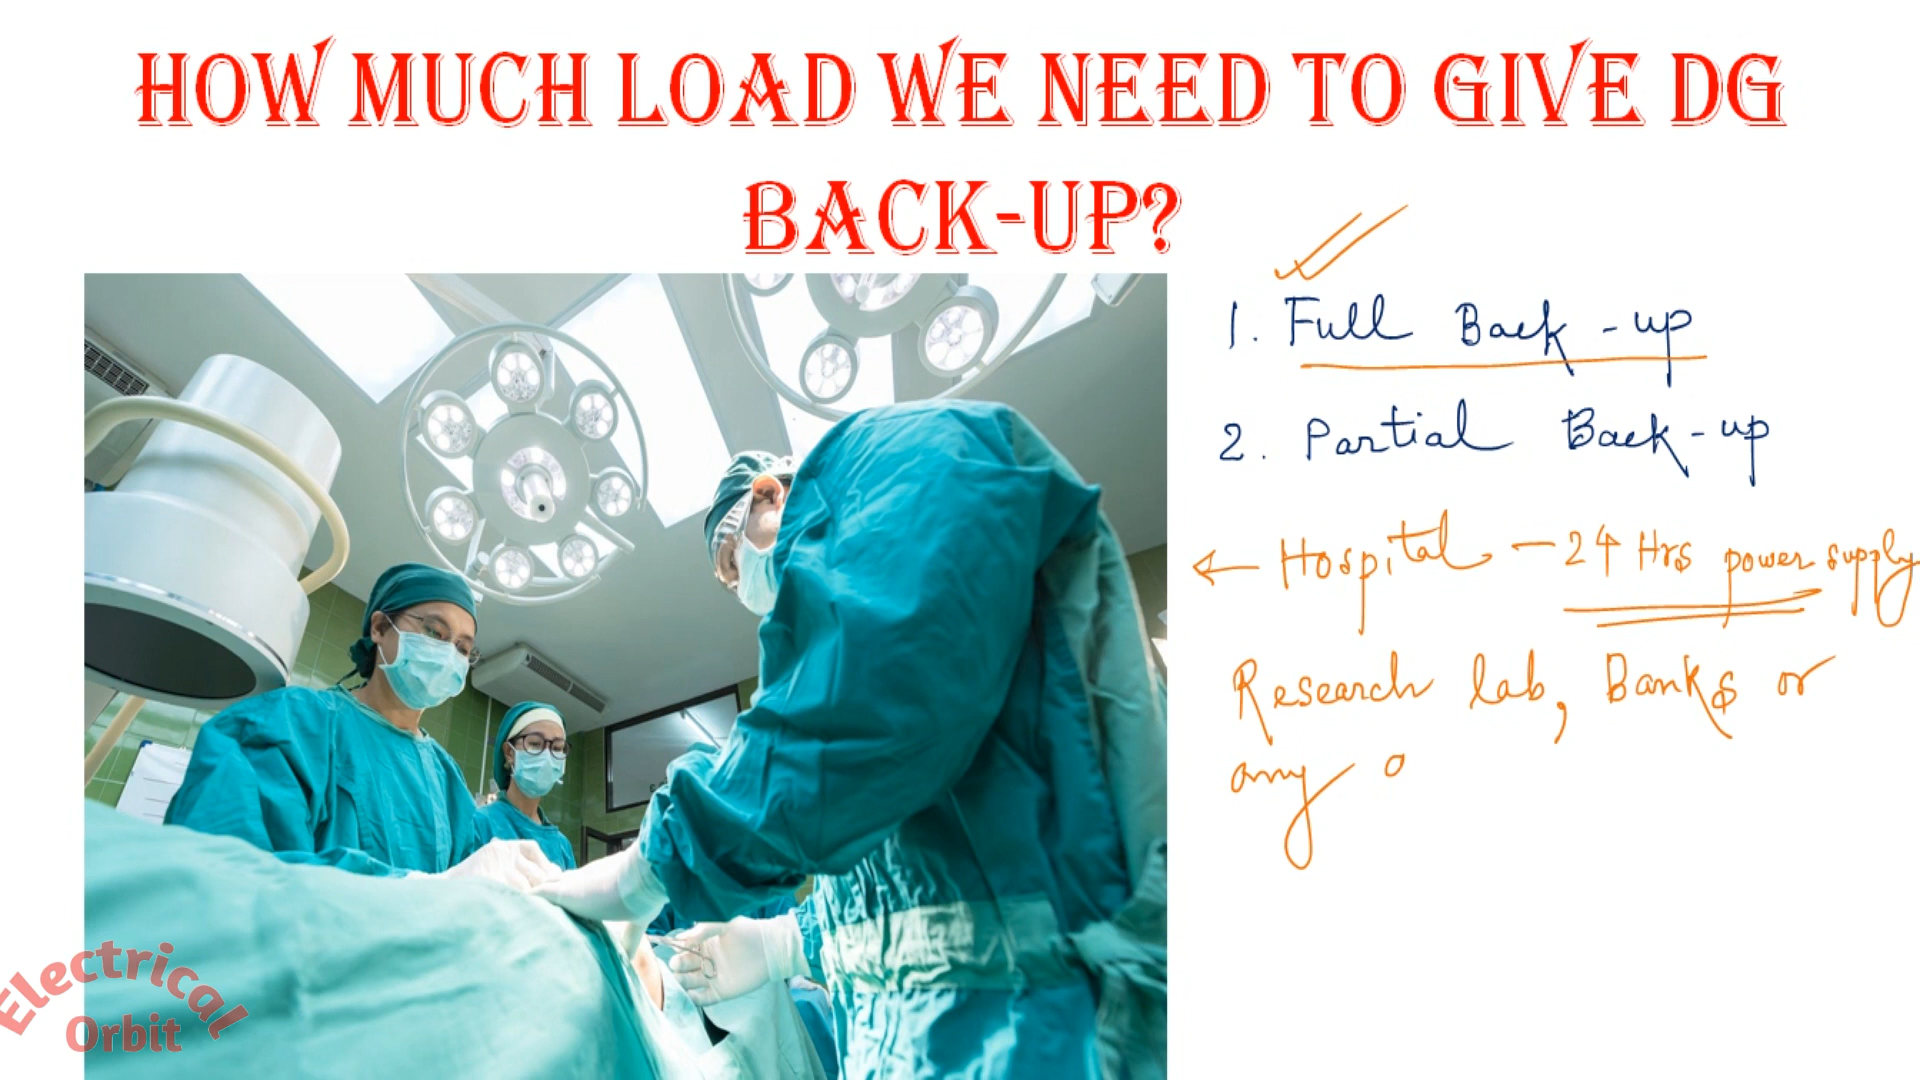 HOW MUCH LOAD WE NEED TO GIVE DG
BACK-UP?
1. Full Back-up
2. Partial Back-up
← Hospital - 24 Hrs power supply
Research lab, Banks or
any o
Electrical
Orbit